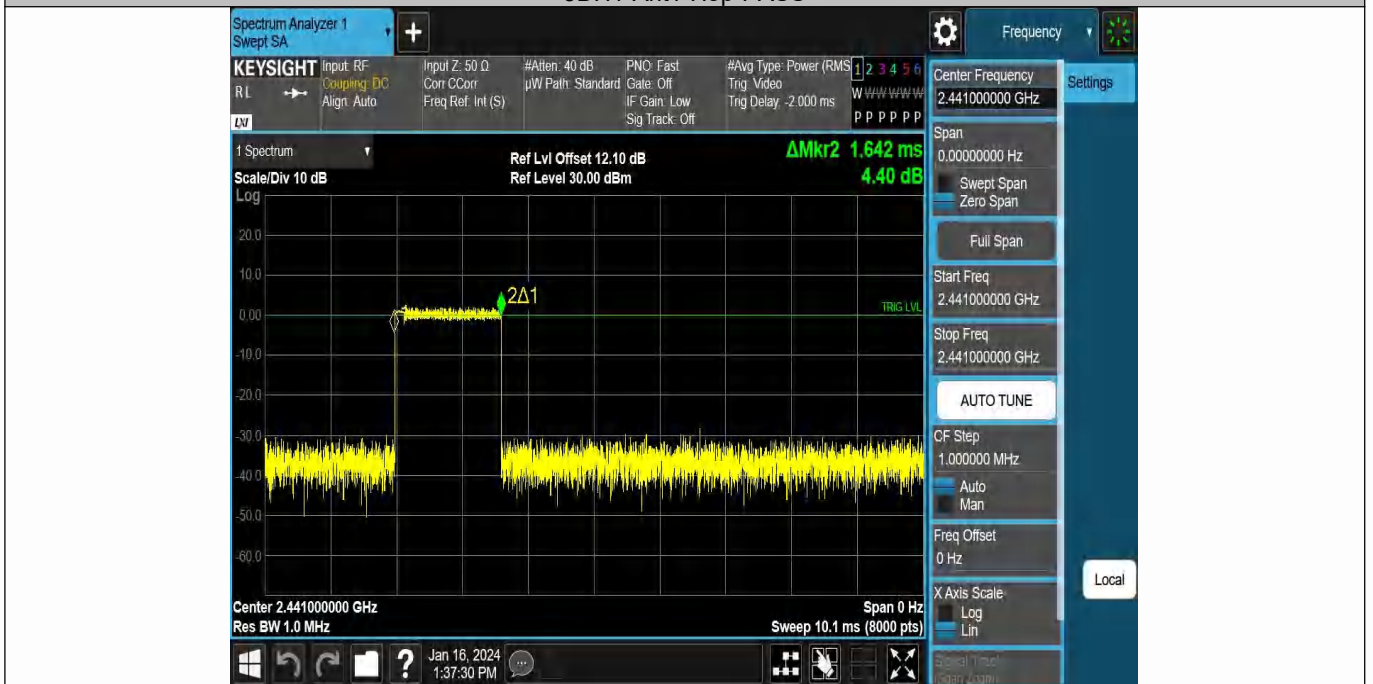 Spectrum Analyzer 1
Swept SA
+
Frequency
KEYSIGHT
RL
LXI
Input: RF
Coupling: DC
Align: Auto
Input Z: 50 Ω
Corr CCorr
Freq Ref: Int (S)
#Atten: 40 dB
µW Path: Standard
PNO: Fast
Gate: Off
IF Gain: Low
Sig Track: Off
#Avg Type: Power (RMS
Trig: Video
Trig Delay: -2.000 ms
1 2 3 4 5 6
W W W W W W
P P P P P P
Center Frequency
2.441000000 GHz
Settings
Span
0.00000000 Hz
Swept Span
Zero Span
Full Span
Start Freq
2.441000000 GHz
Stop Freq
2.441000000 GHz
AUTO TUNE
CF Step
1.000000 MHz
Auto
Man
Freq Offset
0 Hz
X Axis Scale
Log
Lin
Signal Track
(Span Zoom)
Local
1 Spectrum
Scale/Div 10 dB
Ref Lvl Offset 12.10 dB
Ref Level 30.00 dBm
ΔMkr2 1.642 ms
4.40 dB
Log
20.0
10.0
0.00
-10.0
-20.0
-30.0
-40.0
-50.0
-60.0
2Δ1
TRIG LVL
Center 2.441000000 GHz
Res BW 1.0 MHz
Span 0 Hz
Sweep 10.1 ms (8000 pts)
?
Jan 16, 2024
1:37:30 PM